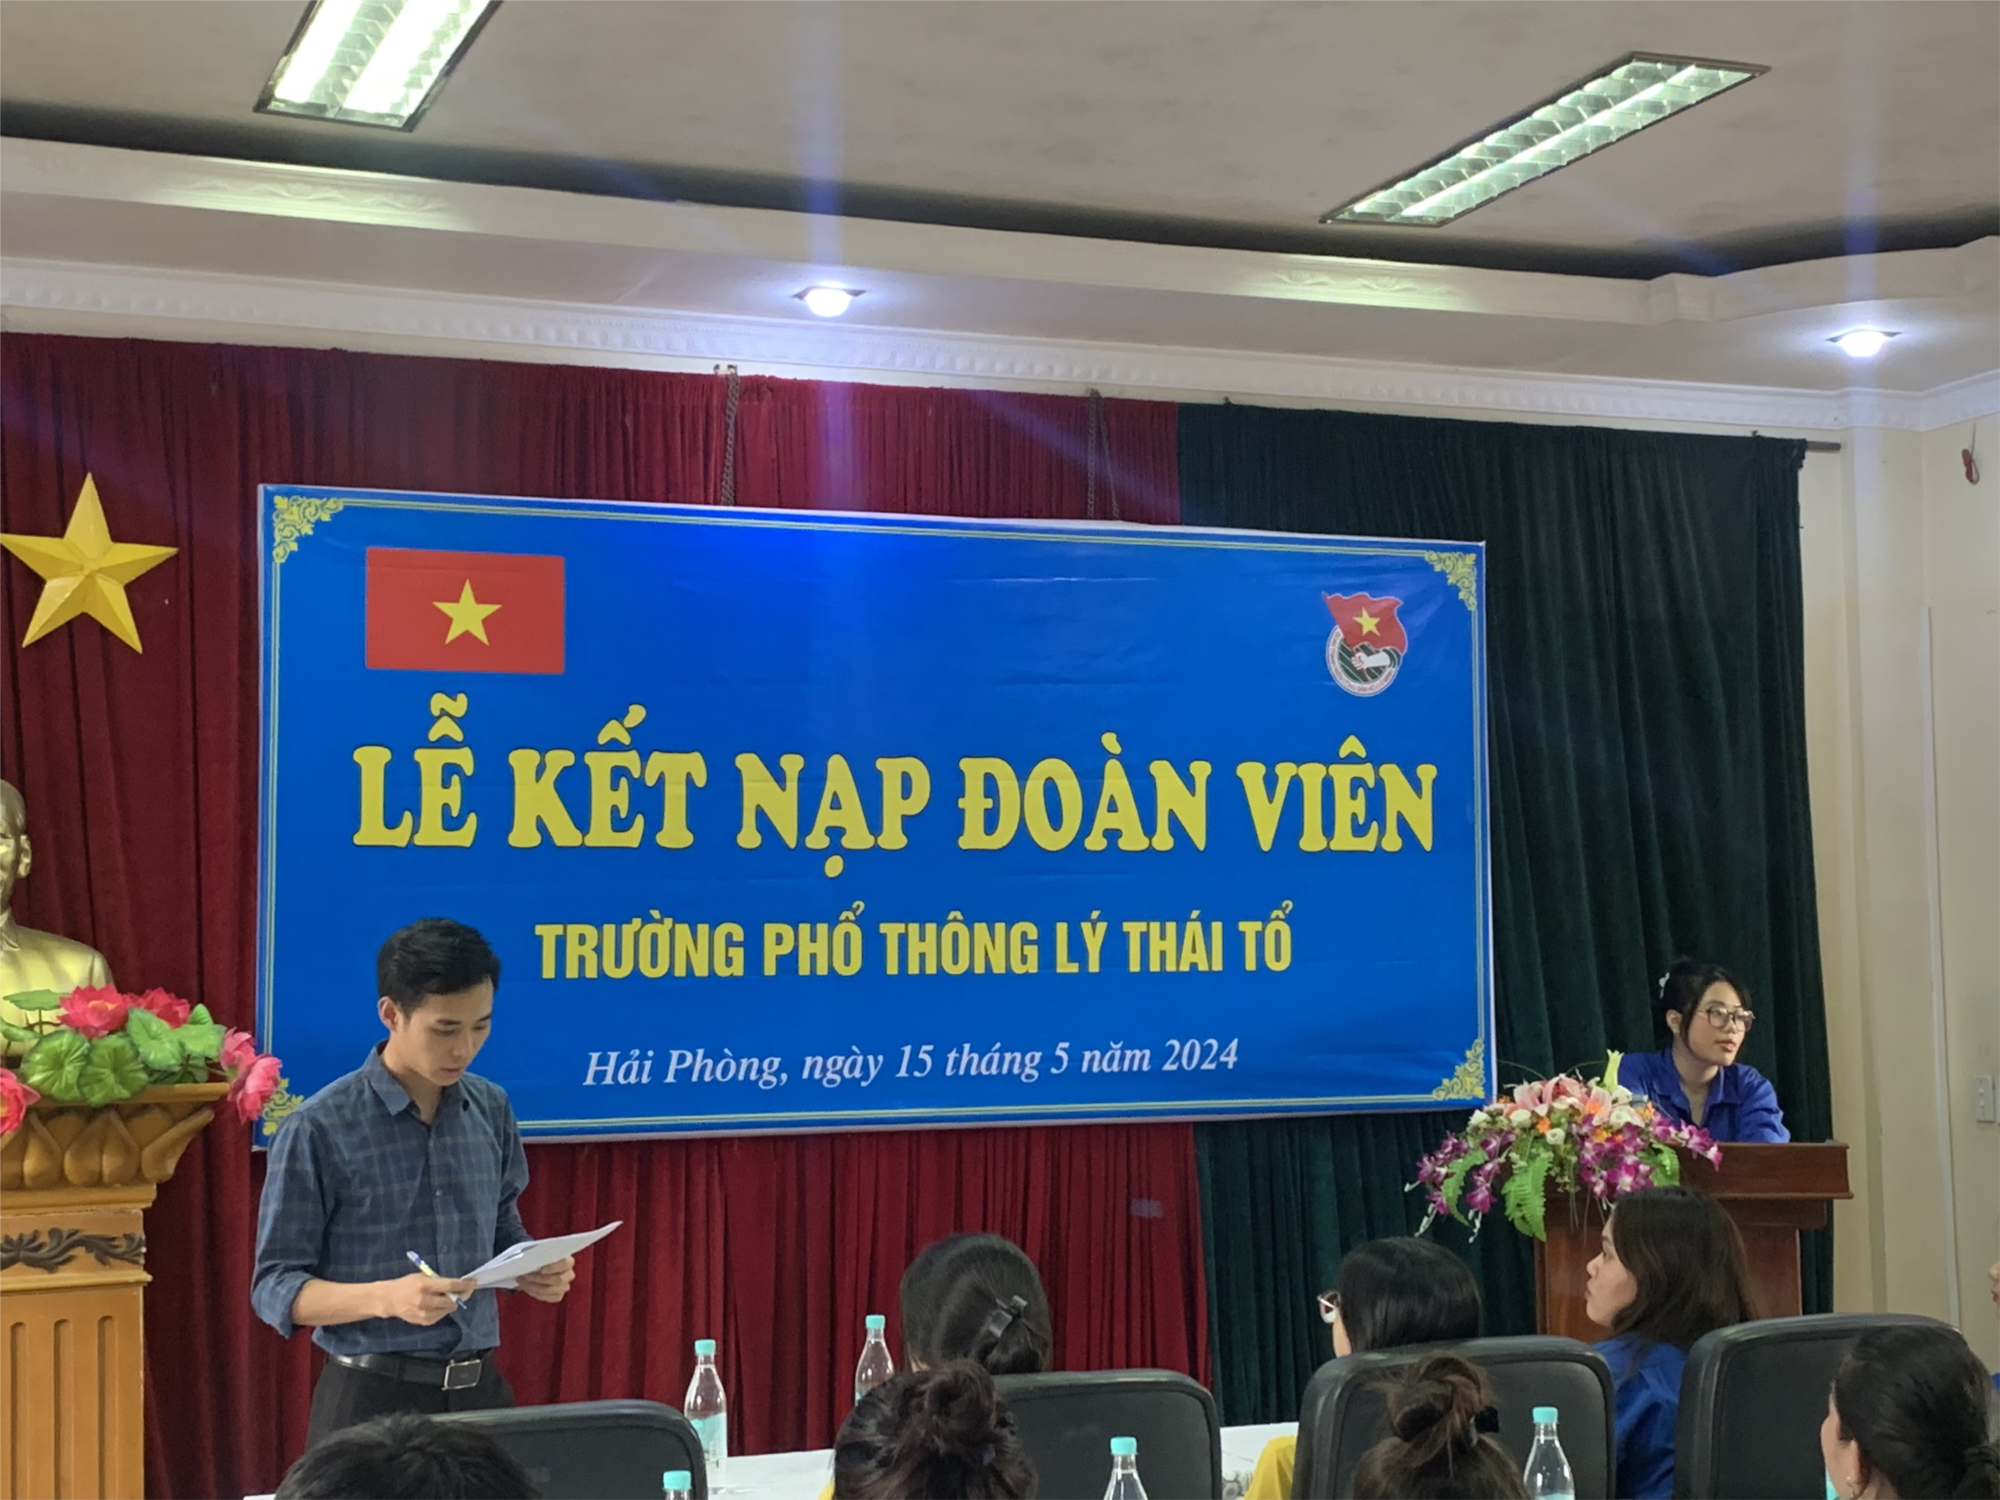 LỄ KẾT NẠP ĐOÀN VIÊN
TRƯỜNG PHỔ THÔNG LÝ THÁI TỔ
Hải Phòng, ngày 15 tháng 5 năm 2024